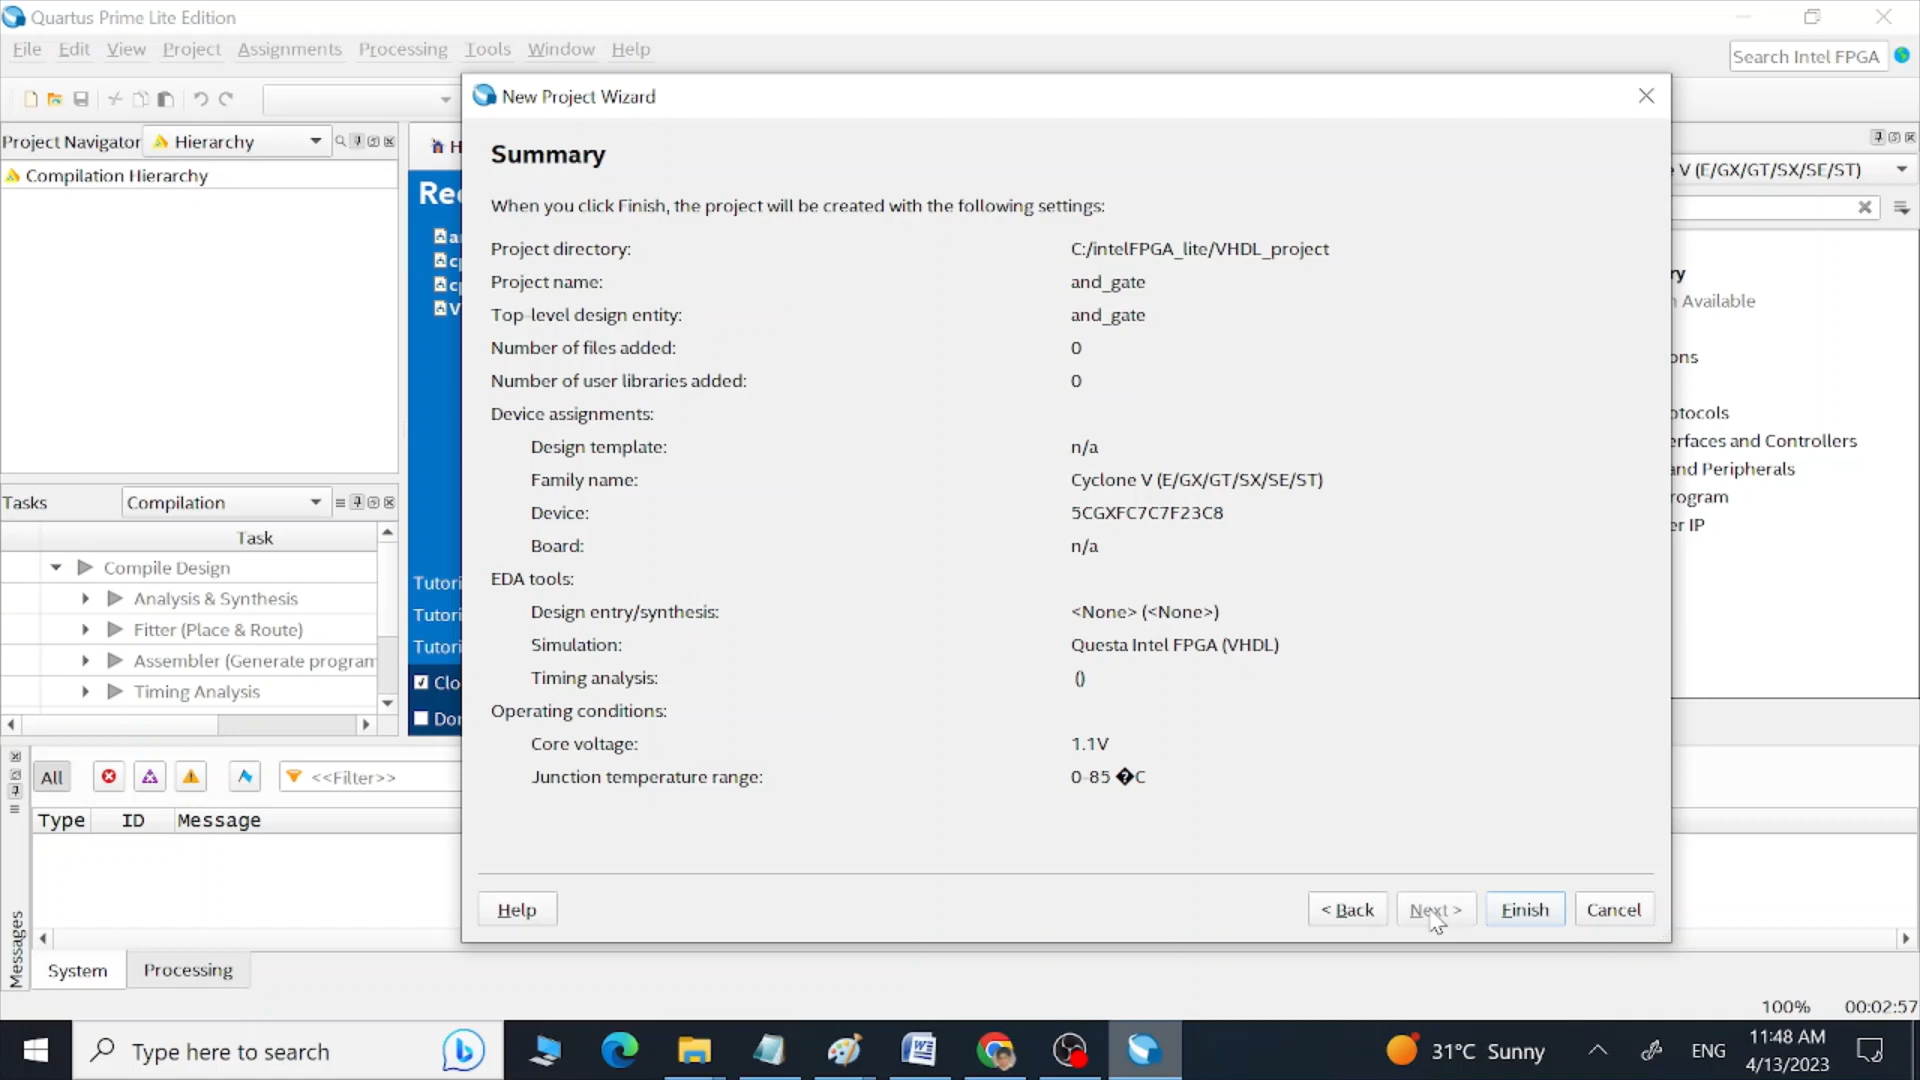 Quartus Prime Lite Edition
File Edit View Project Assignments Processing Tools Window Help
Search Intel FPGA
New Project Wizard
Project Navigator Hierarchy
Compilation Hierarchy
Summary
V (E/GX/GT/SX/SE/ST)
When you click Finish, the project will be created with the following settings:
Project directory: C:/intelFPGA_lite/VHDL_project
Project name: and_gate
Top-level design entity: and_gate
Number of files added: 0
Number of user libraries added: 0
Device assignments:
Design template: n/a
Family name: Cyclone V (E/GX/GT/SX/SE/ST)
Device: 5CGXFC7C7F23C8
Board: n/a
EDA tools:
Design entry/synthesis: <None> (<None>)
Simulation: Questa Intel FPGA (VHDL)
Timing analysis: ()
Operating conditions:
Core voltage: 1.1V
Junction temperature range: 0-85 �C
Help < Back Next > Finish Cancel
Available
and Peripherals
erfaces and Controllers
Tasks Compilation
Task
Compile Design
Analysis & Synthesis
Fitter (Place & Route)
Assembler (Generate program
Timing Analysis
Tutori
Tutori
Tutori
Clo
Don
All <<Filter>>
Type ID Message
Messages
System Processing
100% 00:02:57
Type here to search
31°C Sunny
ENG
11:48 AM
4/13/2023